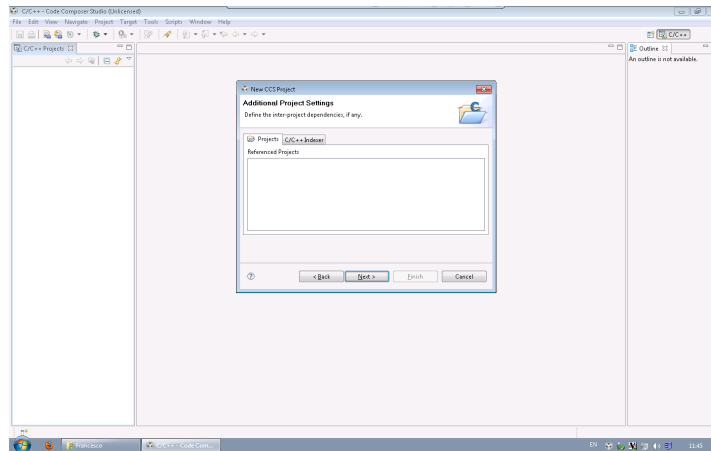 C/C++ - Code Composer Studio (Unlicensed)
File Edit View Navigate Project Target Tools Scripts Window Help
C/C++
C/C++ Projects
Outline
An outline is not available.
New CCS Project
Additional Project Settings
Define the inter-project dependencies, if any.
Projects
C/C++ Indexer
Referenced Projects
< Back
Next >
Finish
Cancel
Francesco
C/C++ - Code Com...
EN
11:45